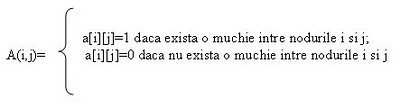 a[i][j]=1 daca exista o muchie intre nodurile i si j;
A(i,j)=
a[i][j]=0 daca nu exista o muchie intre nodurile i si j